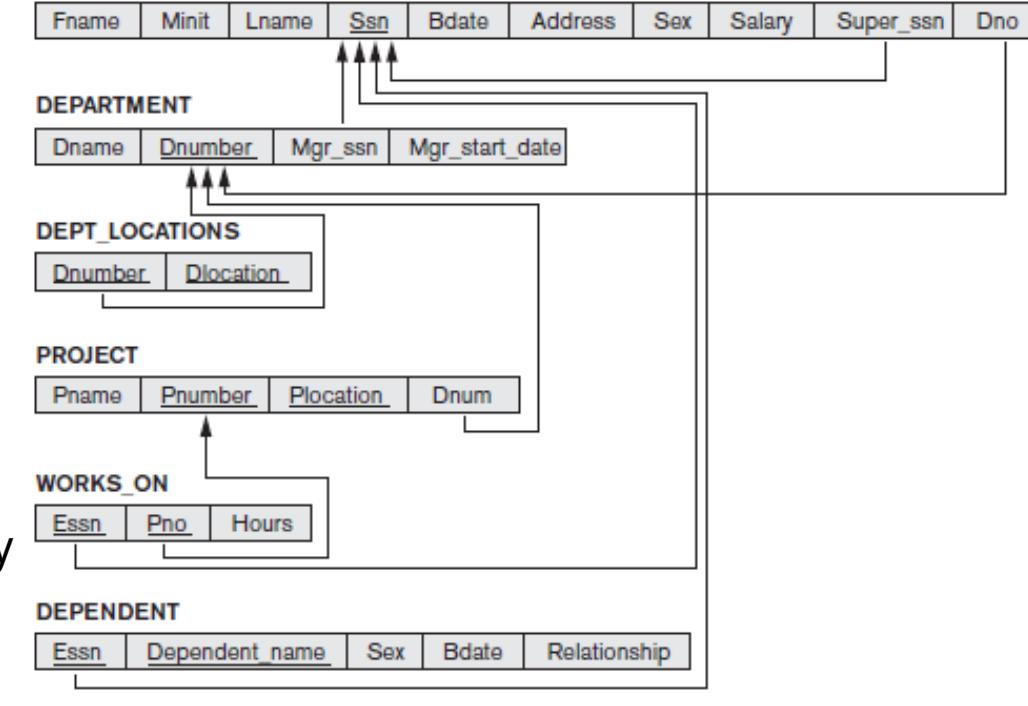 Fname Minit Lname Ssn Bdate Address Sex Salary Super_ssn Dno
DEPARTMENT
Dname Dnumber Mgr_ssn Mgr_start_date
DEPT_LOCATIONS
Dnumber Dlocation
PROJECT
Pname Pnumber Plocation Dnum
WORKS_ON
Essn Pno Hours
y
DEPENDENT
Essn Dependent_name Sex Bdate Relationship